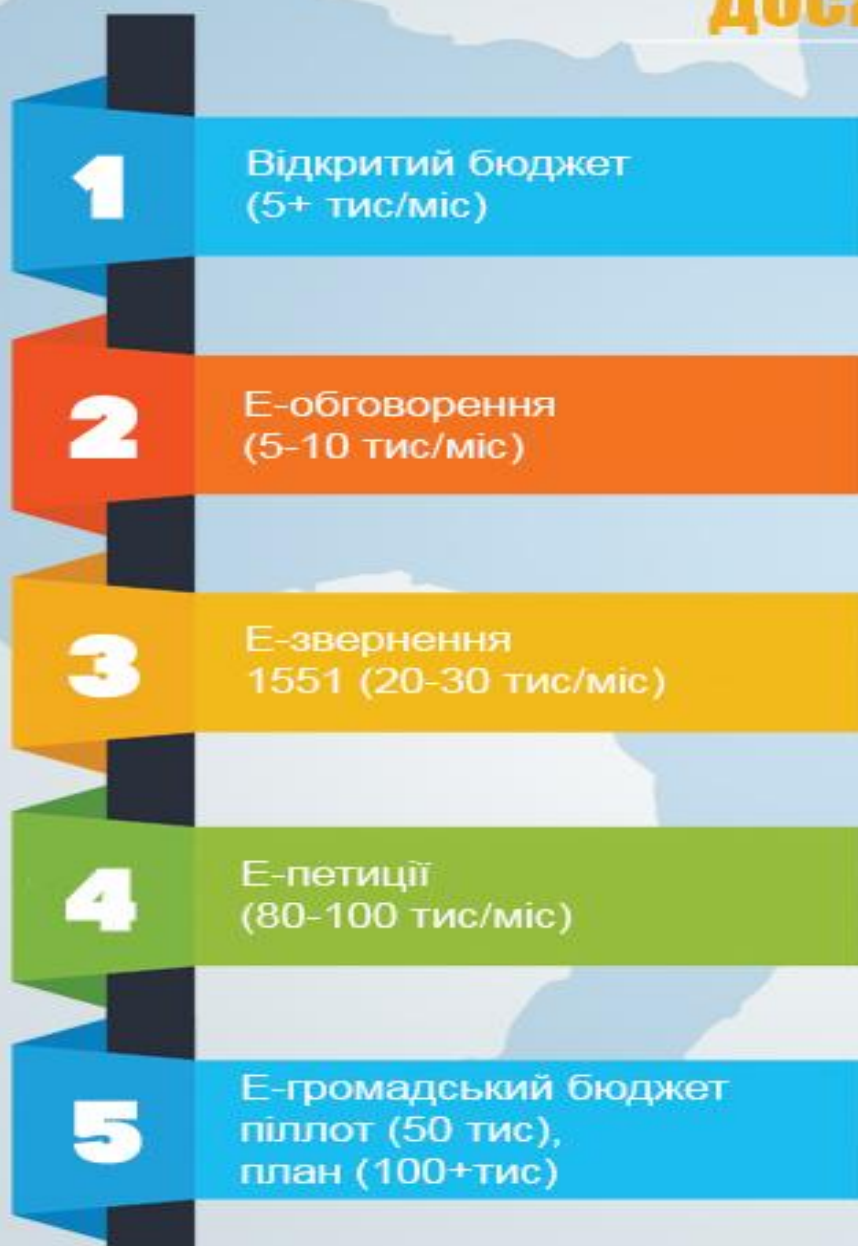 1
Відкритий бюджет
(5+ тис/міс)
2
Е-обговорення
(5-10 тис/міс)
3
Е-звернення
1551 (20-30 тис/міс)
4
Е-петиції
(80-100 тис/міс)
5
Е-громадський бюджет
піллот (50 тис),
план (100+тис)